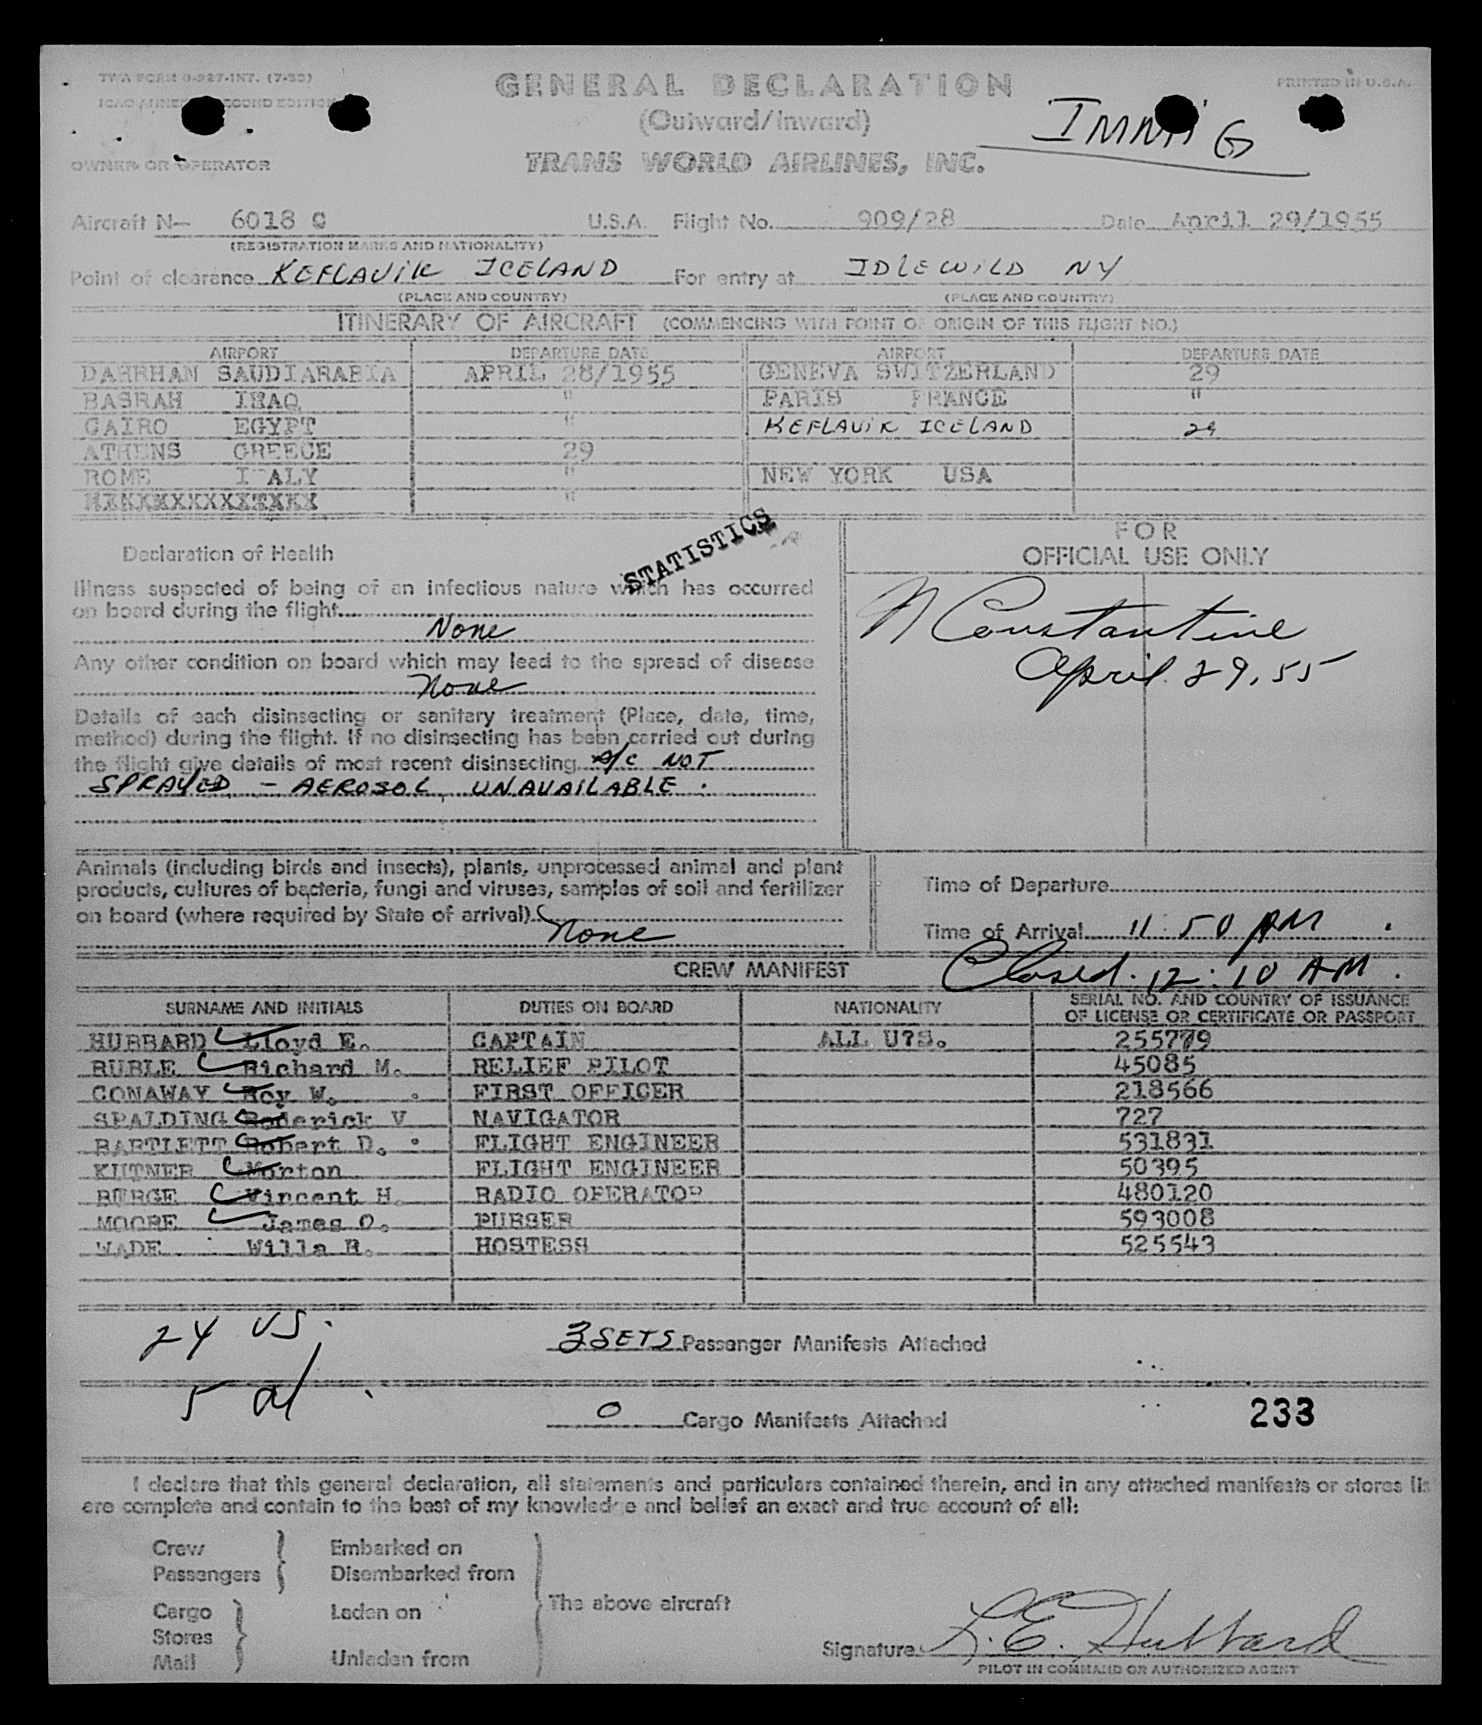 TWA FORM 0-927-INT. (7-53)
PRINTED IN U.S.A.
GENERAL DECLARATION
SECOND EDITION
(Outward/Inward)
IMMIG
OWNER OR OPERATOR
TRANS WORLD AIRLINES, INC.
Aircraft N— 6018 C U.S.A. Flight No. 909/28 Date April 29/1955
(REGISTRATION MARKS AND NATIONALITY)
Point of clearance KEFLAVIK ICELAND For entry at IDLEWILD NY
(PLACE AND COUNTRY) (PLACE AND COUNTRY)
ITINERARY OF AIRCRAFT (COMMENCING WITH POINT OF ORIGIN OF THIS FLIGHT NO.)
AIRPORT DEPARTURE DATE AIRPORT DEPARTURE DATE
DAHRHAN SAUDIARABIA APRIL 28/1955 GENEVA SWITZERLAND 29
BASRAH IRAQ " PARIS FRANCE "
CAIRO EGYPT " KEFLAVIK ICELAND 29
ATHENS GREECE 29
ROME ITALY " NEW YORK USA
"
STATISTICS
FOR
OFFICIAL USE ONLY
Declaration of Health
Illness suspected of being of an infectious nature which has occurred
on board during the flight
None
N Constantine
April 29, 55
Any other condition on board which may lead to the spread of disease
None
Details of each disinsecting or sanitary treatment (Place, date, time,
method) during the flight. If no disinsecting has been carried out during
the flight give details of most recent disinsecting A/C NOT
SPRAYED - AEROSOL UNAVAILABLE.
Animals (including birds and insects), plants, unprocessed animal and plant
products, cultures of bacteria, fungi and viruses, samples of soil and fertilizer
on board (where required by State of arrival)
None
Time of Departure
Time of Arrival 11:50 AM
Closed. 12:10 AM.
CREW MANIFEST
SURNAME AND INITIALS DUTIES ON BOARD NATIONALITY SERIAL NO. AND COUNTRY OF ISSUANCE
OF LICENSE OR CERTIFICATE OR PASSPORT
HUBBARD Lloyd E. CAPTAIN ALL U?S. 255779
RUBLE Richard M. RELIEF PILOT 45085
CONAWAY Roy W. FIRST OFFICER 218566
SPALDING Roderick V NAVIGATOR 727
BARTLETT Robert D. FLIGHT ENGINEER 531831
KUTNER Morton FLIGHT ENGINEER 50395
BURGE Vincent H. RADIO OPERATOR 480120
MOORE James O. PURSER 593008
WADE Willa R. HOSTESS 525543
24 US.
3 SETS Passenger Manifests Attached
5 al
0 Cargo Manifests Attached
233
I declare that this general declaration, all statements and particulars contained therein, and in any attached manifests or stores lis
are complete and contain to the best of my knowledge and belief an exact and true account of all:
Crew Embarked on
Passengers Disembarked from
The above aircraft
Cargo Laden on
Stores
Mail Unladen from
Signature L. E. Hubbard
PILOT IN COMMAND OR AUTHORIZED AGENT